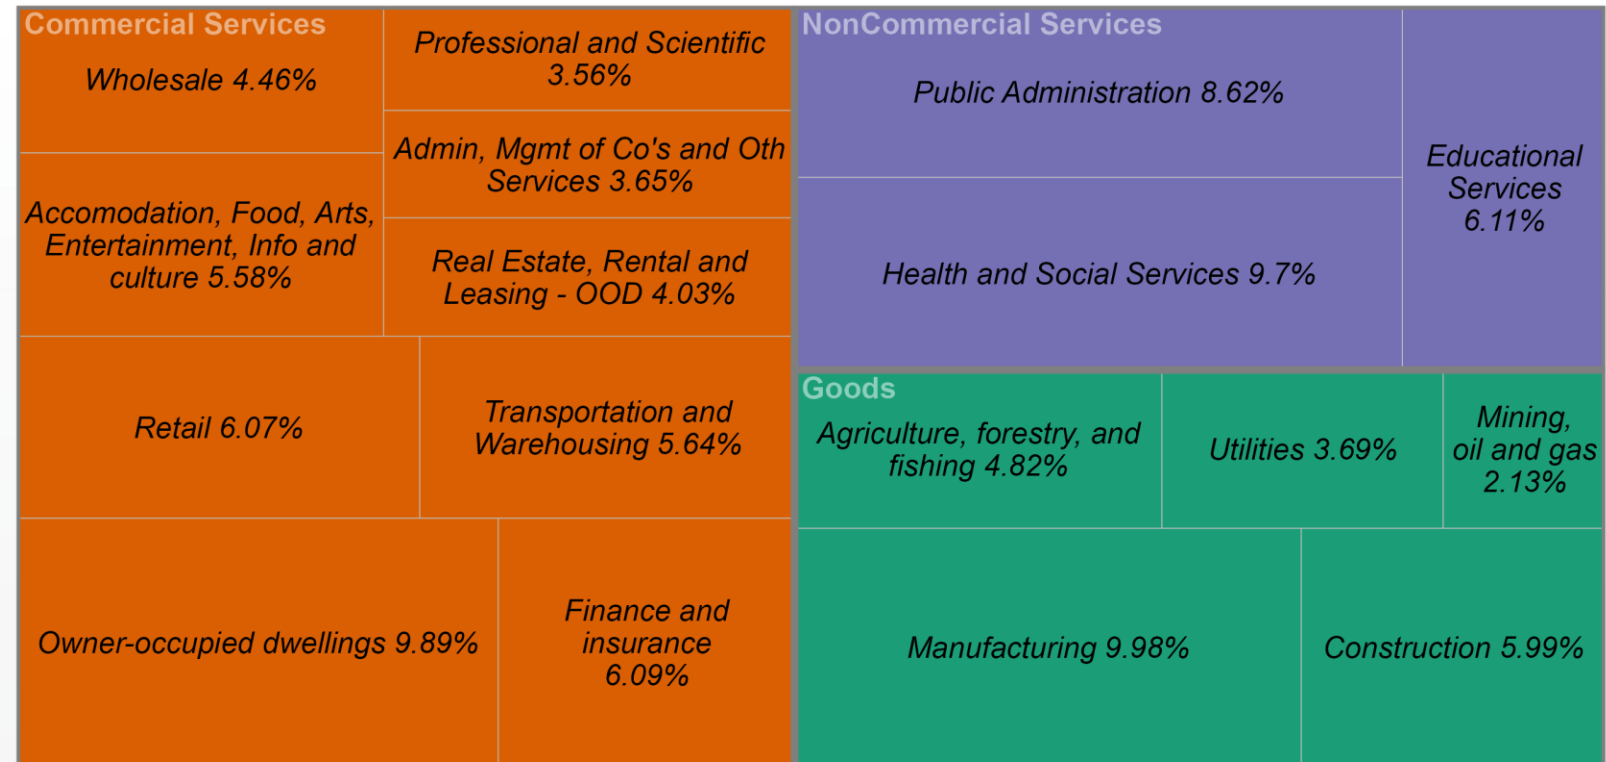 Commercial Services
Wholesale 4.46%
Professional and Scientific
3.56%
Admin, Mgmt of Co's and Oth
Services 3.65%
Accomodation, Food, Arts,
Entertainment, Info and
culture 5.58%
Real Estate, Rental and
Leasing - OOD 4.03%
Retail 6.07%
Transportation and
Warehousing 5.64%
Owner-occupied dwellings 9.89%
Finance and
insurance
6.09%
NonCommercial Services
Public Administration 8.62%
Health and Social Services 9.7%
Educational
Services
6.11%
Goods
Agriculture, forestry, and
fishing 4.82%
Utilities 3.69%
Mining,
oil and gas
2.13%
Manufacturing 9.98%
Construction 5.99%